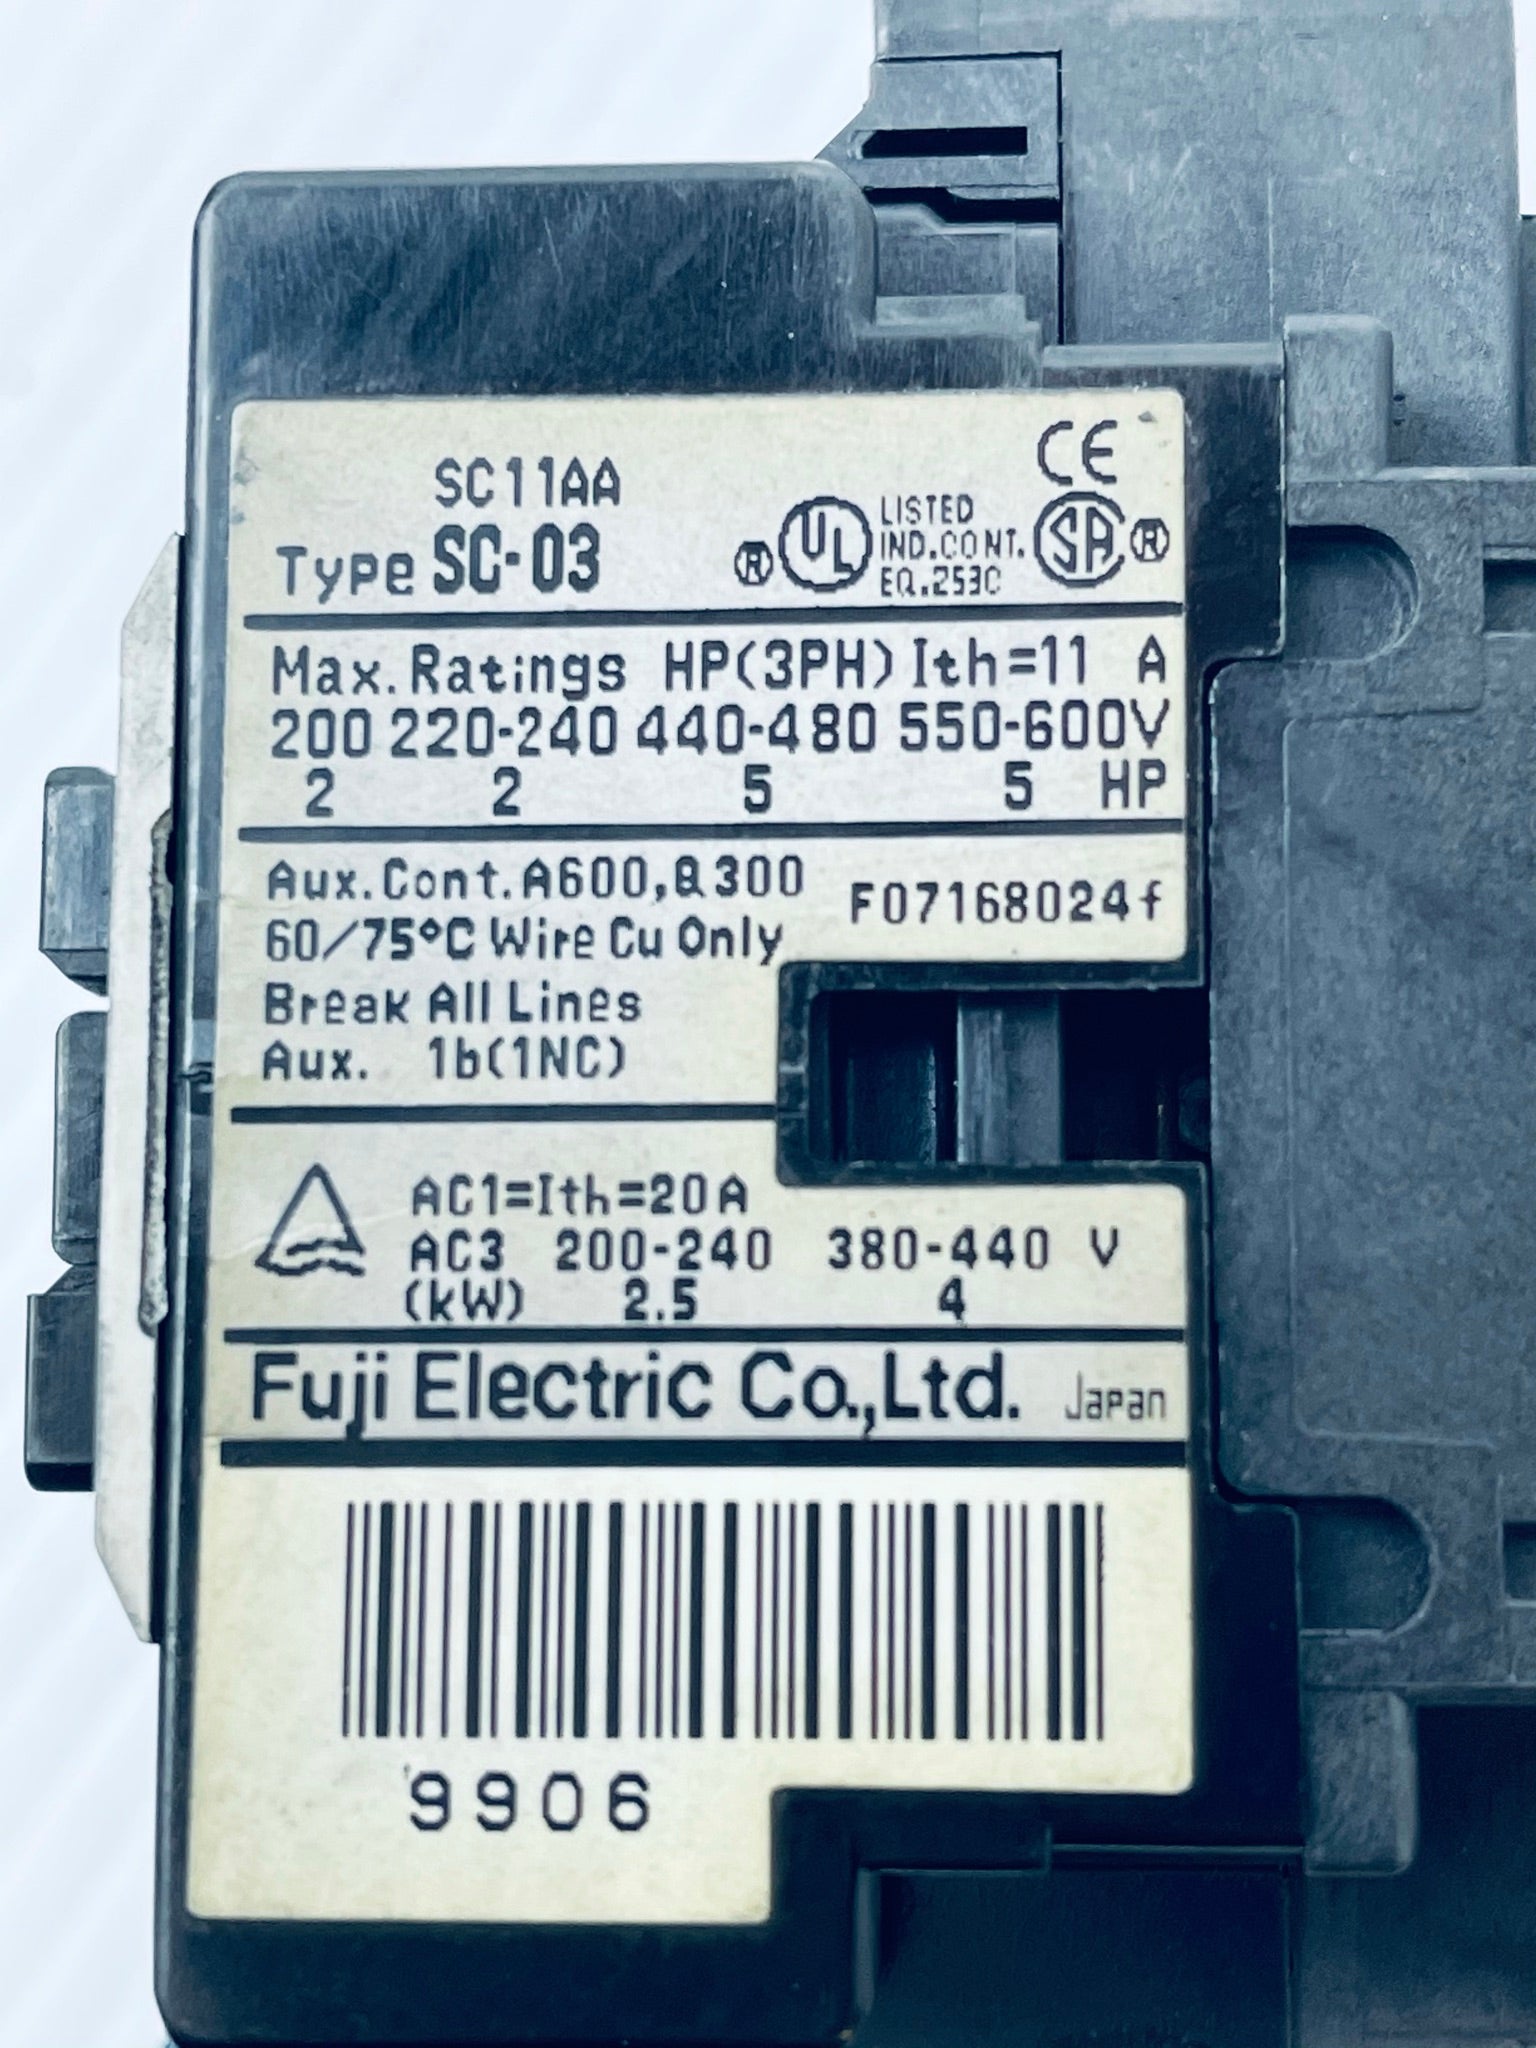 CE
SC11AA
Type SC-03
® UL LISTED IND.CONT. EQ.253C SA ®
Max.Ratings HP(3PH) Ith=11 A
200 220-240 440-480 550-600V
2 2 5 5 HP
Aux.Cont.A600,Q300
F07168024f
60/75°C Wire Cu Only
Break All Lines
Aux. 1b(1NC)
AC1=Ith=20A
AC3 200-240 380-440 V
(kW) 2.5 4
Fuji Electric Co.,Ltd. Japan
9906